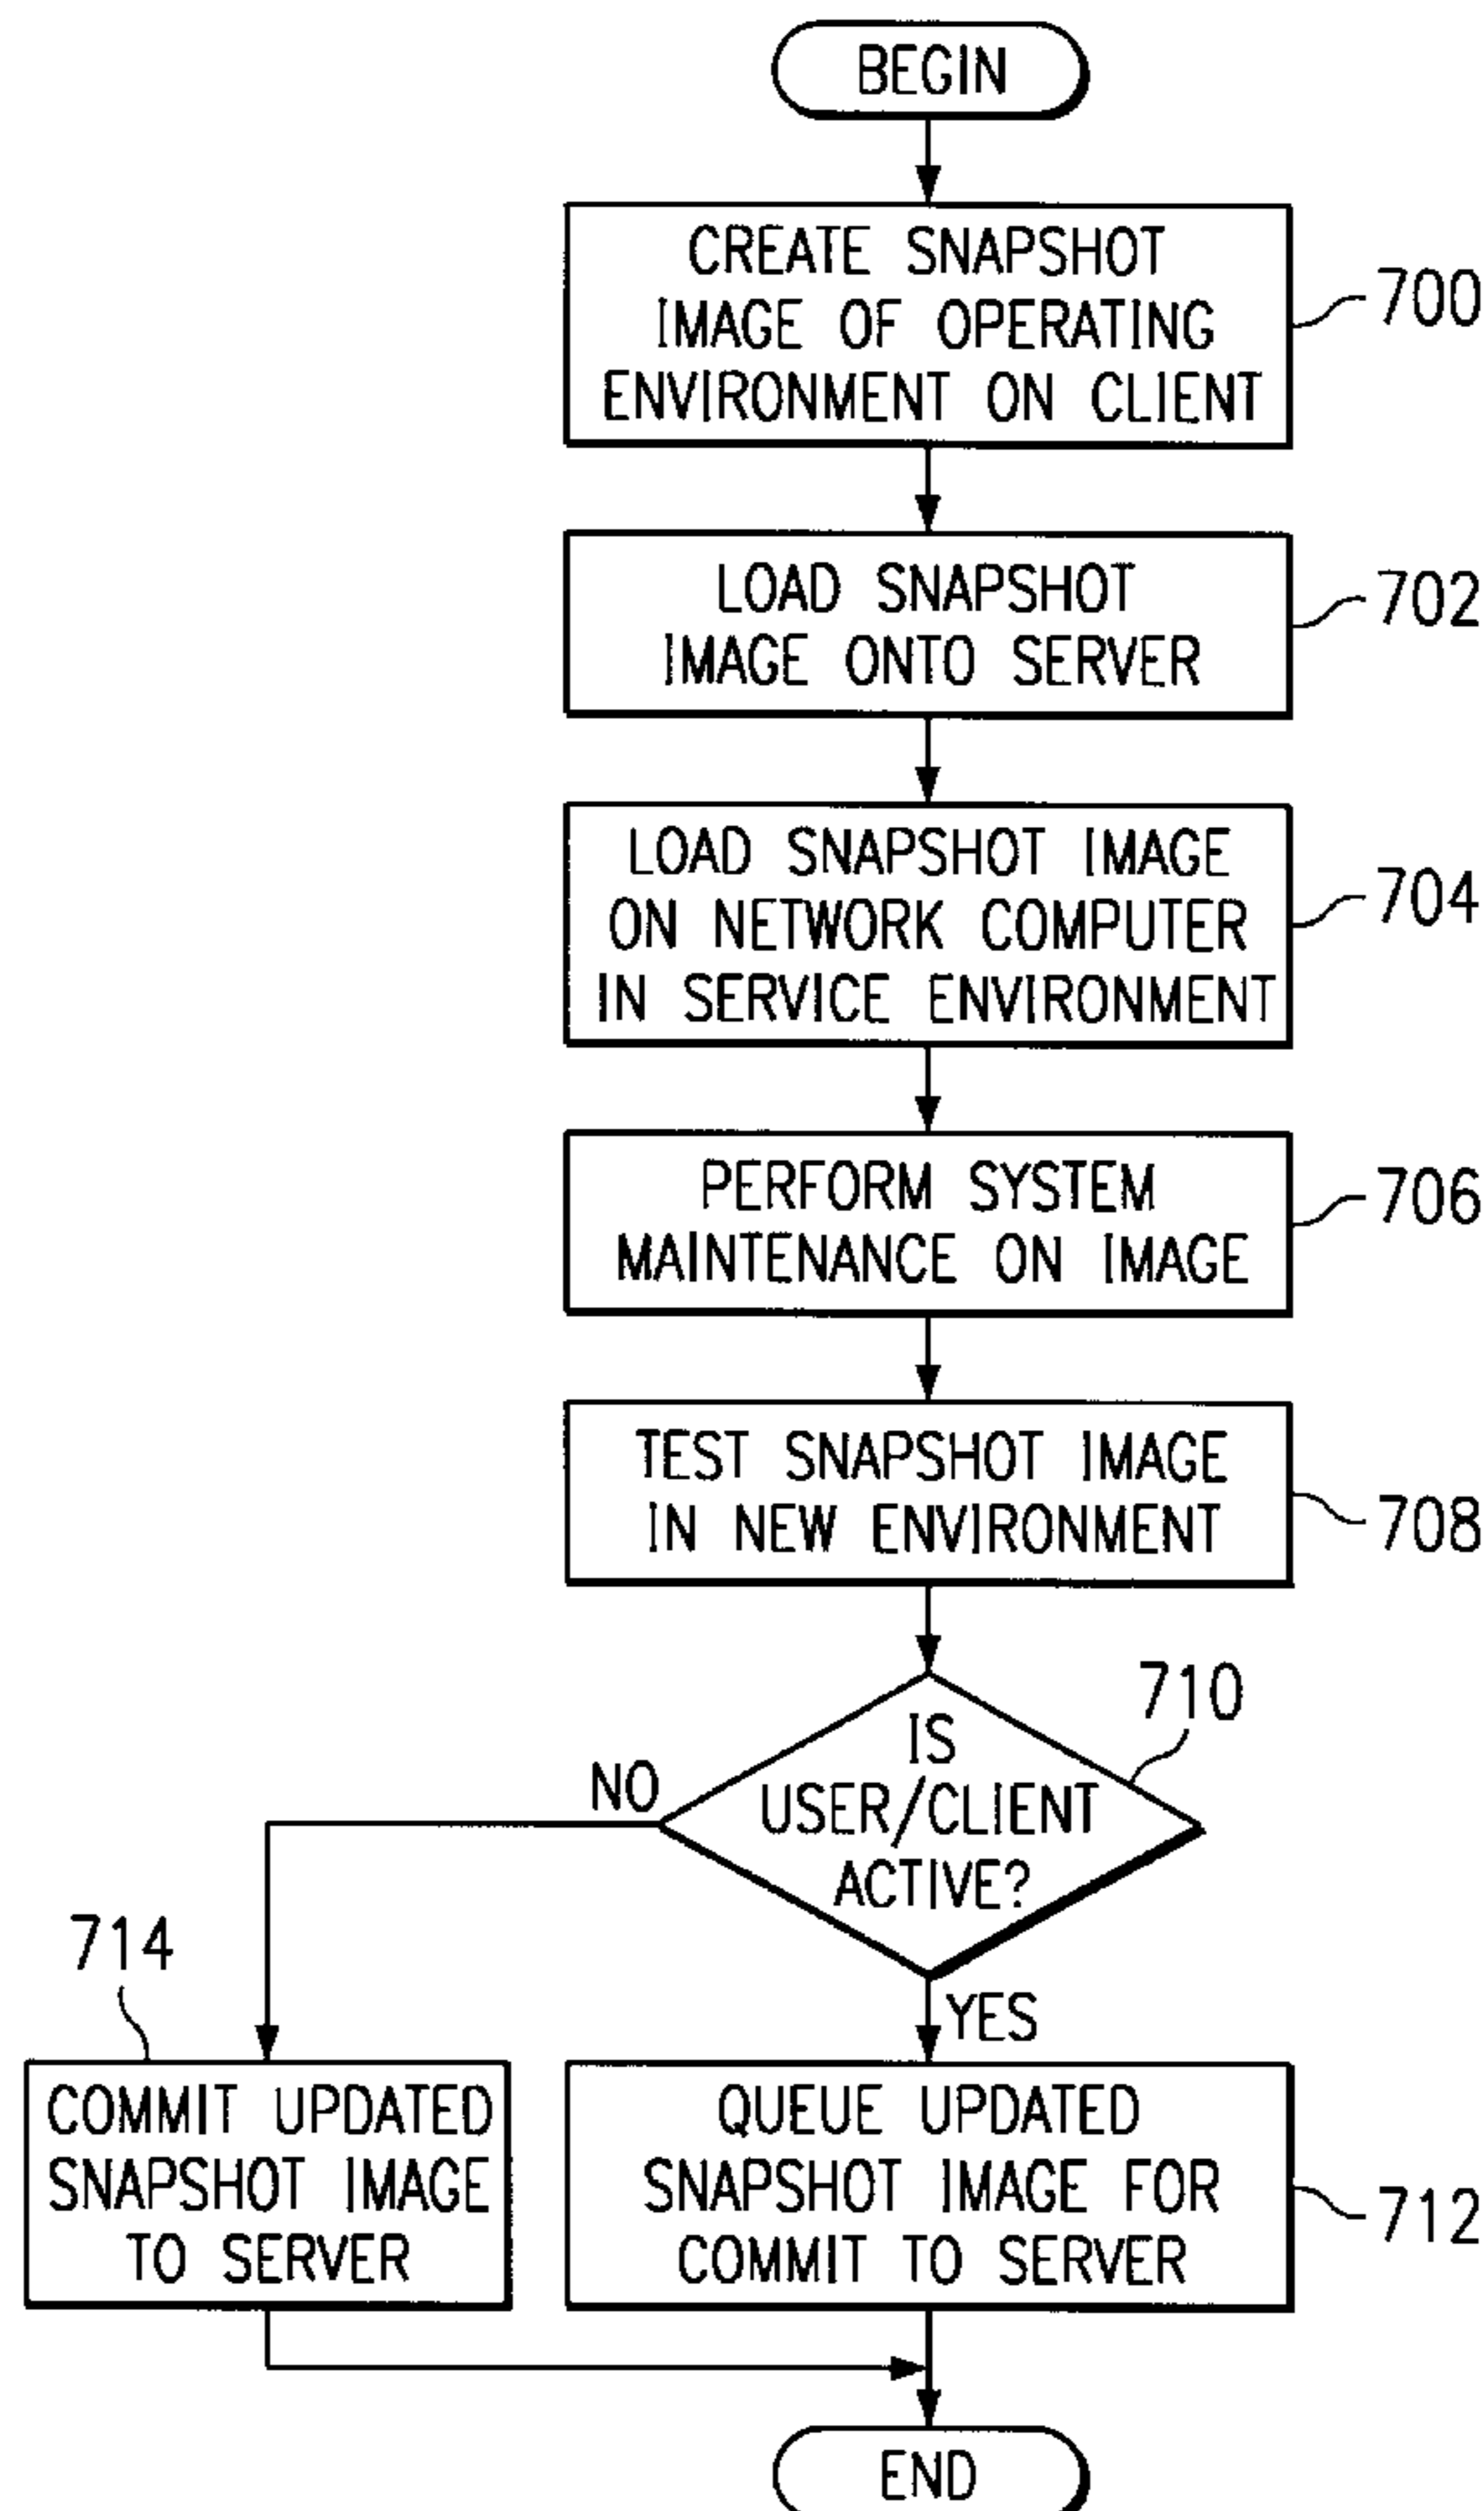 BEGIN
CREATE SNAPSHOT
IMAGE OF OPERATING
ENVIRONMENT ON CLIENT
700
LOAD SNAPSHOT
IMAGE ONTO SERVER
702
LOAD SNAPSHOT IMAGE
ON NETWORK COMPUTER
IN SERVICE ENVIRONMENT
704
PERFORM SYSTEM
MAINTENANCE ON IMAGE
706
TEST SNAPSHOT IMAGE
IN NEW ENVIRONMENT
708
710
IS
USER/CLIENT
ACTIVE?
NO
YES
714
COMMIT UPDATED
SNAPSHOT IMAGE
TO SERVER
QUEUE UPDATED
SNAPSHOT IMAGE FOR
COMMIT TO SERVER
712
END